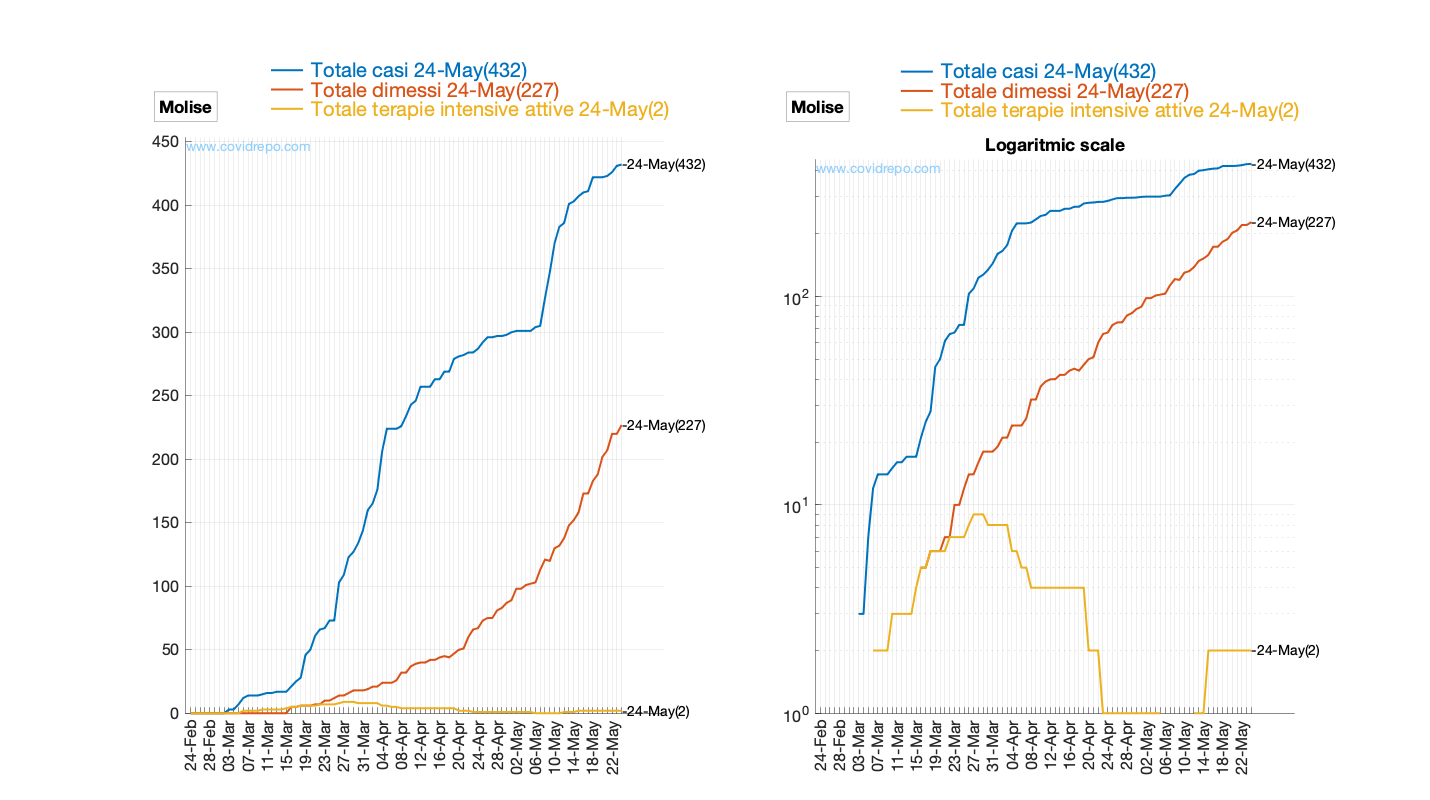 Totale casi 24-May(432)
Totale dimessi 24-May(227)
Totale terapie intensive attive 24-May(2)
Molise
450
400
350
300
250
200
150
100
50
0
www.covidrepo.com
24-May(432)
24-May(227)
24-May(2)
24-Feb
28-Feb
03-Mar
07-Mar
11-Mar
15-Mar
19-Mar
23-Mar
27-Mar
31-Mar
04-Apr
08-Apr
12-Apr
16-Apr
20-Apr
24-Apr
28-Apr
02-May
06-May
10-May
14-May
18-May
22-May
Totale casi 24-May(432)
Totale dimessi 24-May(227)
Totale terapie intensive attive 24-May(2)
Molise
Logaritmic scale
www.covidrepo.com
10²
10¹
10⁰
24-May(432)
24-May(227)
24-May(2)
24-Feb
28-Feb
03-Mar
07-Mar
11-Mar
15-Mar
19-Mar
23-Mar
27-Mar
31-Mar
04-Apr
08-Apr
12-Apr
16-Apr
20-Apr
24-Apr
28-Apr
02-May
06-May
10-May
14-May
18-May
22-May